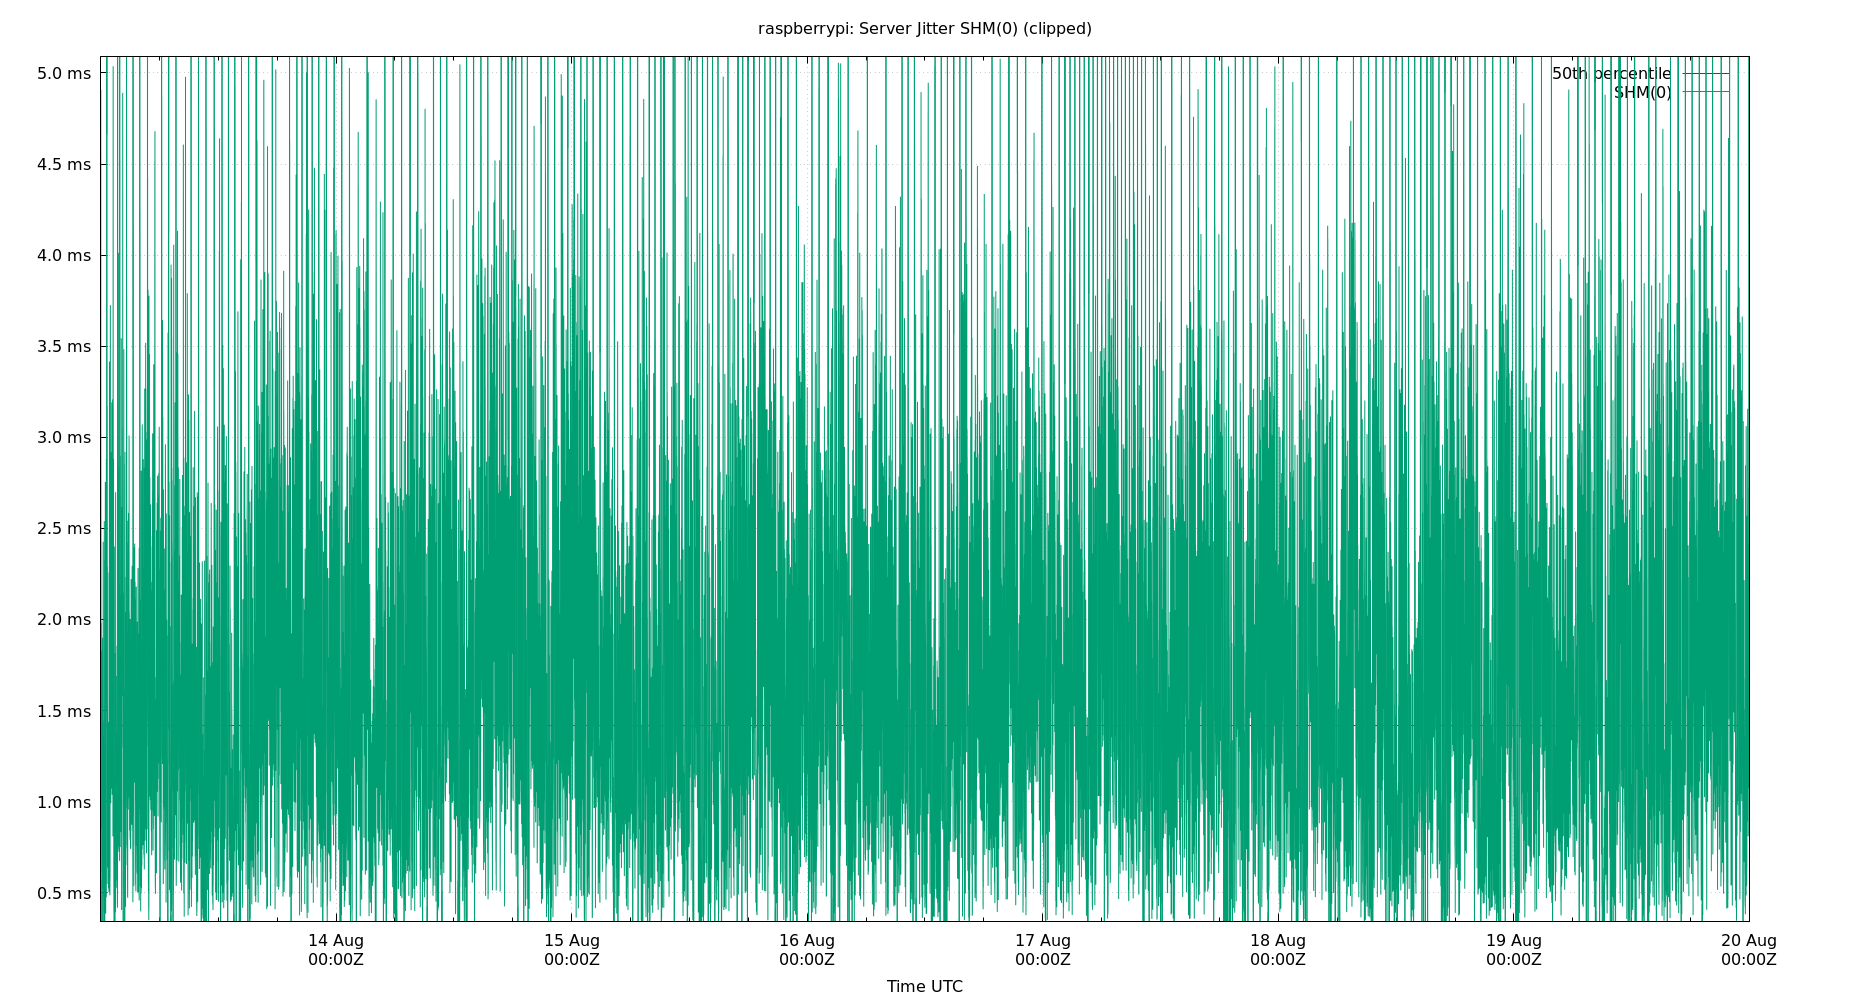 raspberrypi: Server Jitter SHM(0) (clipped)
5.0 ms
50th percentile
SHM(0)
4.5 ms
4.0 ms
3.5 ms
3.0 ms
2.5 ms
2.0 ms
1.5 ms
1.0 ms
0.5 ms
14 Aug 15 Aug 16 Aug 17 Aug 18 Aug 19 Aug 20 Aug
00:00Z 00:00Z 00:00Z 00:00Z 00:00Z 00:00Z 00:00Z
Time UTC